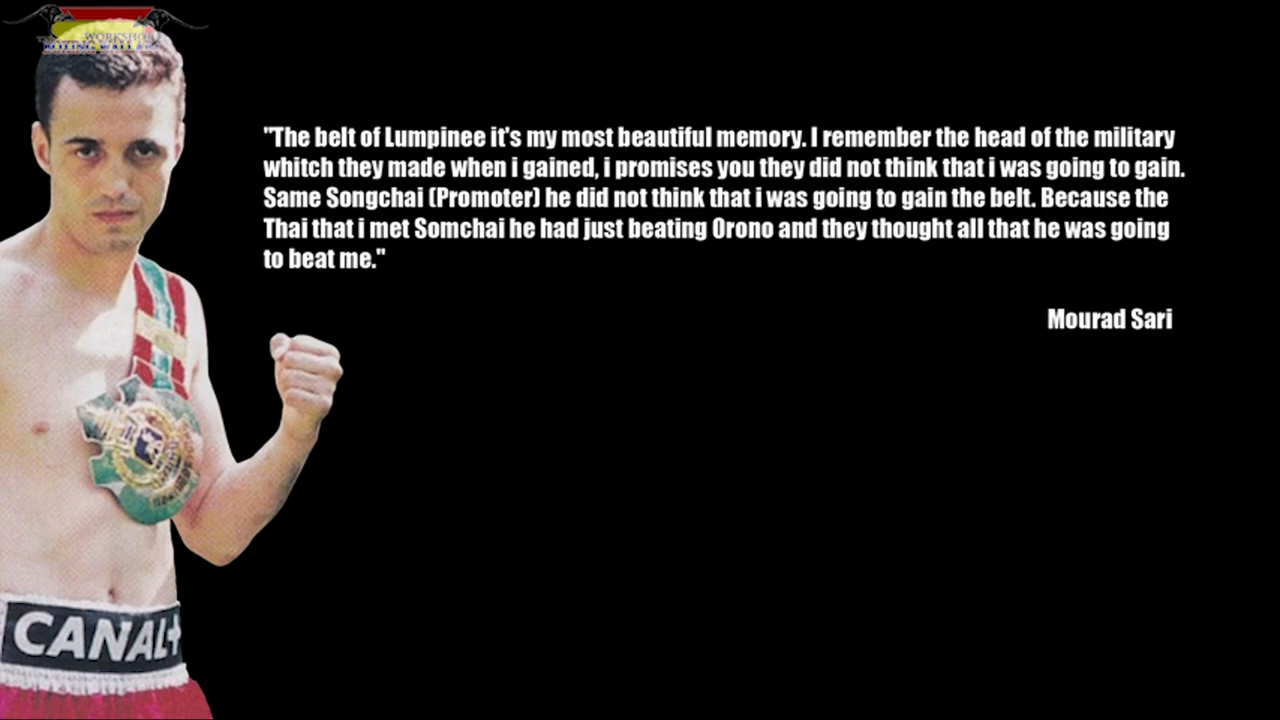 WORKSHOP
"The belt of Lumpinee it's my most beautiful memory. I remember the head of the military
whitch they made when i gained, i promises you they did not think that i was going to gain.
Same Songchai (Promoter) he did not think that i was going to gain the belt. Because the
Thai that i met Somchai he had just beating Orono and they thought all that he was going
to beat me."
Mourad Sari
CANAL+